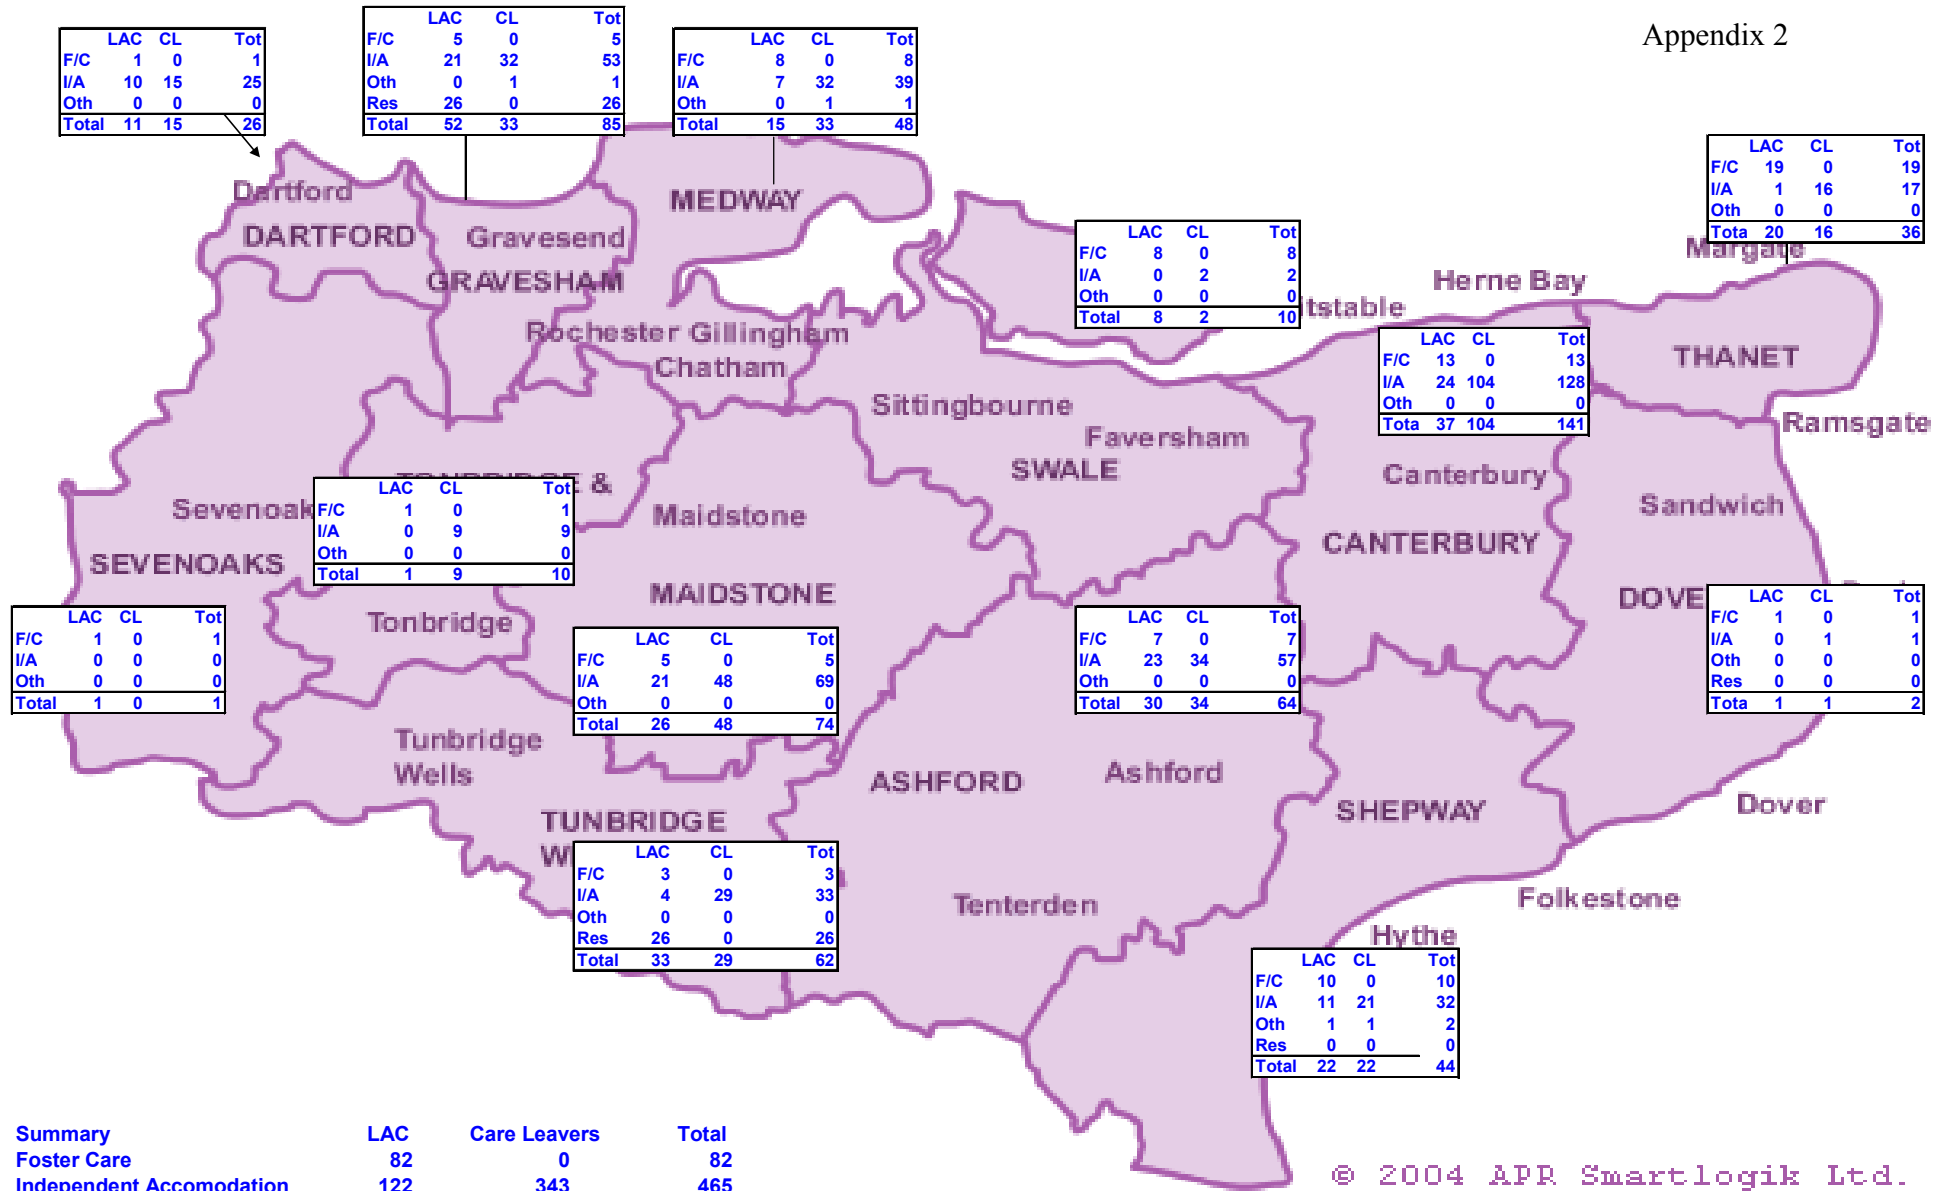 Appendix 2
LAC CL Tot
F/C 1 0 1
I/A 10 15 25
Oth 0 0 0
Total 11 15 26
LAC CL Tot
F/C 5 0 5
I/A 21 32 53
Oth 0 1 1
Res 26 0 26
Total 52 33 85
LAC CL Tot
F/C 8 0 8
I/A 7 32 39
Oth 0 1 1
Total 15 33 48
LAC CL Tot
F/C 19 0 19
I/A 1 16 17
Oth 0 0 0
Tota 20 16 36
Dartford
DARTFORD
Gravesend
GRAVESHAM
MEDWAY
Rochester Gillingham
Chatham
LAC CL Tot
F/C 8 0 8
I/A 0 2 2
Oth 0 0 0
Total 8 2 10
itstable
Herne Bay
Margate
THANET
Ramsgate
LAC CL Tot
F/C 13 0 13
I/A 24 104 128
Oth 0 0 0
Tota 37 104 141
Sittingbourne
Faversham
SWALE
Canterbury
CANTERBURY
Sandwich
DOVE
TONBRIDGE &
Sevenoak
SEVENOAKS
LAC CL Tot
F/C 1 0 1
I/A 0 9 9
Oth 0 0 0
Total 1 9 10
Maidstone
MAIDSTONE
Tonbridge
LAC CL Tot
F/C 1 0 1
I/A 0 0 0
Oth 0 0 0
Total 1 0 1
LAC CL Tot
F/C 5 0 5
I/A 21 48 69
Oth 0 0 0
Total 26 48 74
LAC CL Tot
F/C 7 0 7
I/A 23 34 57
Oth 0 0 0
Total 30 34 64
LAC CL Tot
F/C 1 0 1
I/A 0 1 1
Oth 0 0 0
Res 0 0 0
Tota 1 1 2
Tunbridge
Wells
TUNBRIDGE
W
ASHFORD
Ashford
SHEPWAY
Dover
LAC CL Tot
F/C 3 0 3
I/A 4 29 33
Oth 0 0 0
Res 26 0 26
Total 33 29 62
Tenterden
Folkestone
Hythe
LAC CL Tot
F/C 10 0 10
I/A 11 21 32
Oth 1 1 2
Res 0 0 0
Total 22 22 44
Summary LAC Care Leavers Total
Foster Care 82 0 82
Independent Accomodation 122 343 465
© 2004 APR Smartlogik Ltd.